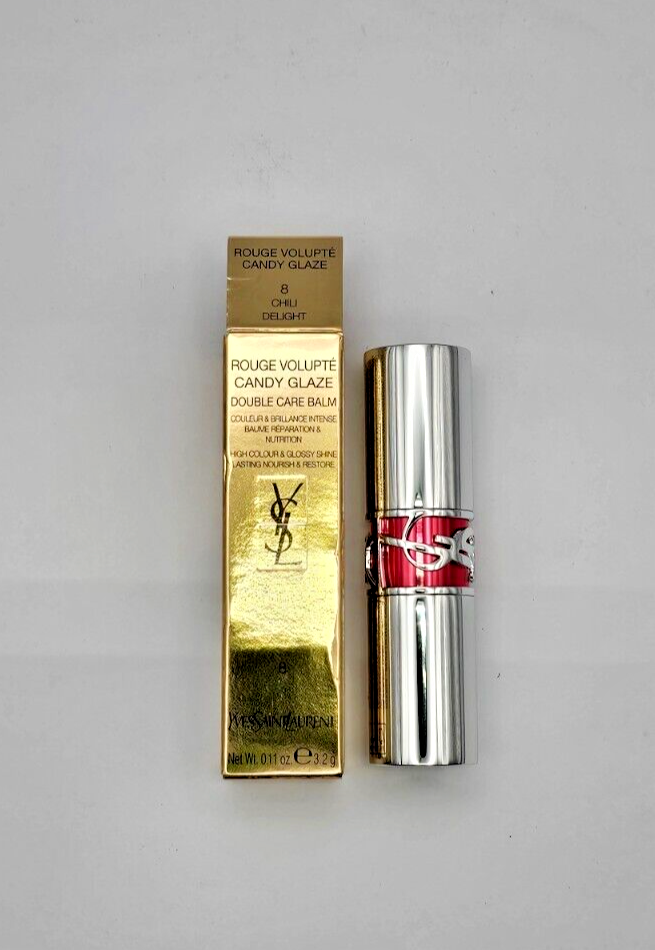 ROUGE VOLUPTÉ
CANDY GLAZE
8
CHILI
DELIGHT
ROUGE VOLUPTÉ
CANDY GLAZE
DOUBLE CARE BALM
COULEUR & BRILLANCE INTENSE
BAUME RÉPARATION &
NUTRITION
HIGH COLOUR & GLOSSY SHINE
LASTING NOURISH & RESTORE
YSL
8
YVESSAINTLAURENT
Net Wt. 0.11 oz. ℮ 3.2 g